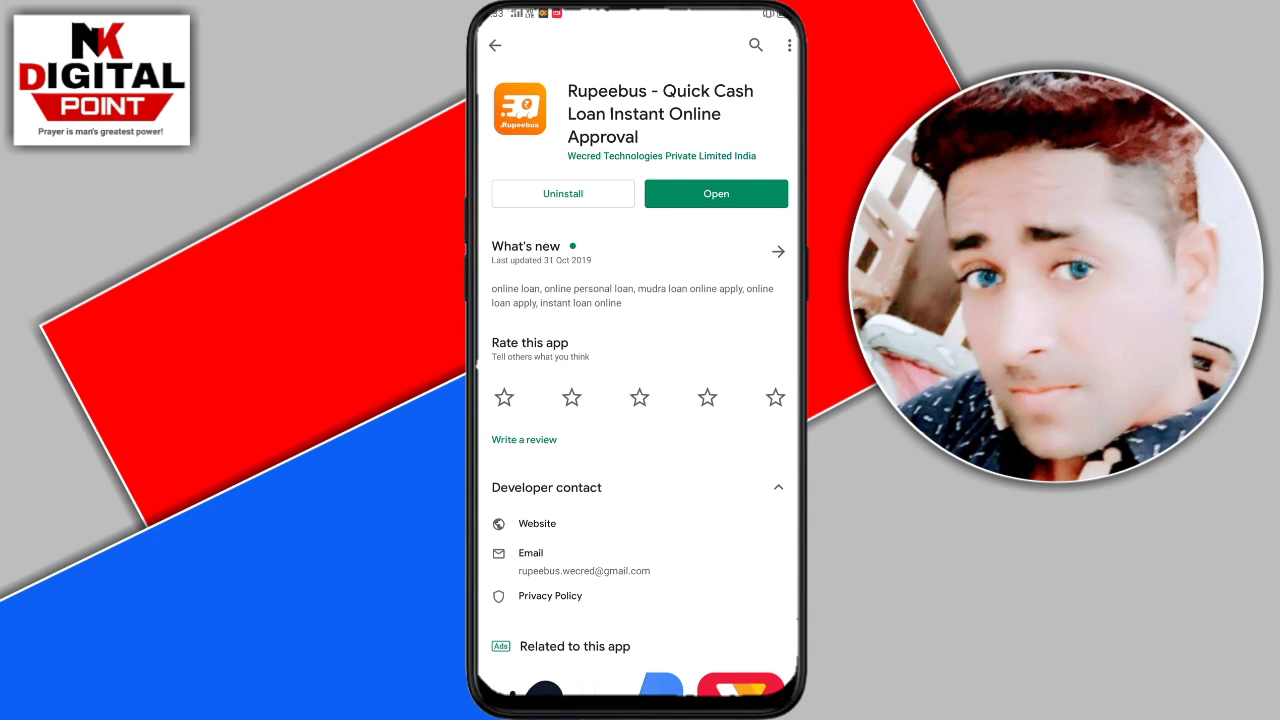 NK
DIGITAL
POINT
Prayer is man's greatest power!
Rupeebus - Quick Cash
Loan Instant Online
Approval
Wecred Technologies Private Limited India
.Rupeebus
Uninstall
Open
What's new
Last updated 31 Oct 2019
online loan, online personal loan, mudra loan online apply, online
loan apply, instant loan online
Rate this app
Tell others what you think
Write a review
Developer contact
Website
Email
rupeebus.wecred@gmail.com
Privacy Policy
Ads Related to this app